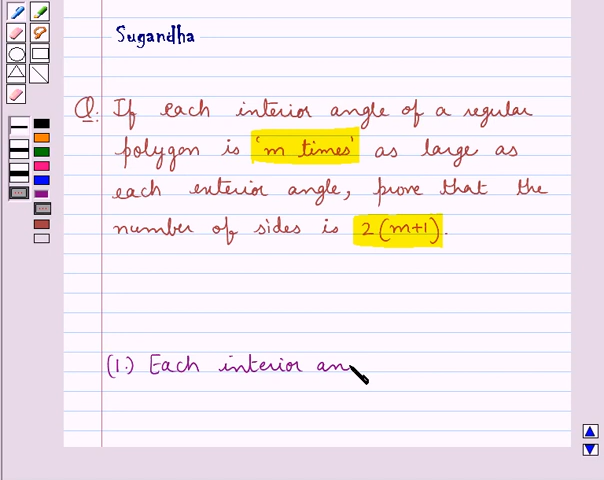 Sugandha
Q: If each interior angle of a regular
polygon is 'm times' as large as
each exterior angle, prove that the
number of sides is 2(m+1).
(1.) Each interior an